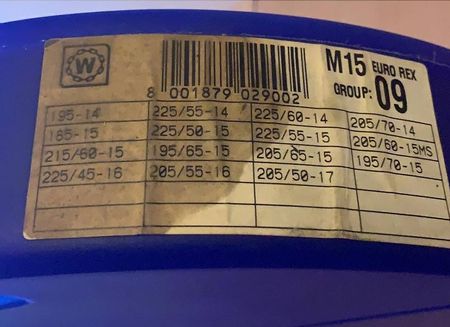 W
8 001879 029002
M15 EURO REX
GROUP: 09
195-14 225/55-14 225/60-14 205/70-14
185-15 225/50-15 225/55-15 205/60-15MS
215/60-15 195/65-15 205/65-15 195/70-15
225/45-16 205/55-16 205/50-17